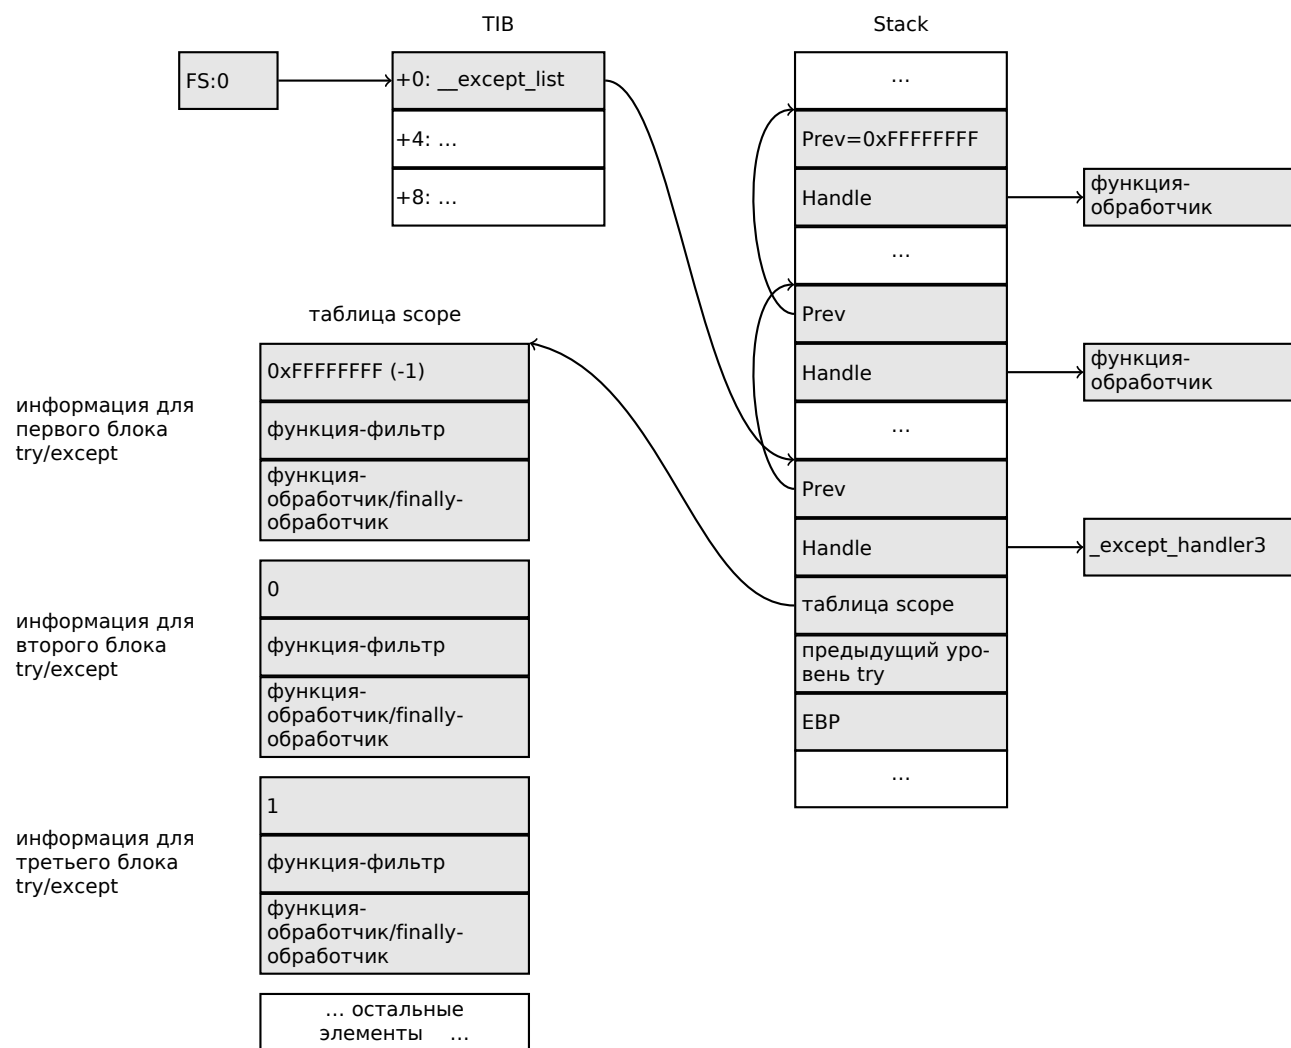 TIB
Stack
FS:0
+0: __except_list
+4: ...
+8: ...
...
Prev=0xFFFFFFFF
Handle
функция-
обработчик
...
Prev
Handle
функция-
обработчик
...
Prev
Handle
_except_handler3
таблица scope
предыдущий уро-
вень try
EBP
...
таблица scope
информация для
первого блока
try/except
0xFFFFFFFF (-1)
функция-фильтр
функция-
обработчик/finally-
обработчик
информация для
второго блока
try/except
0
функция-фильтр
функция-
обработчик/finally-
обработчик
информация для
третьего блока
try/except
1
функция-фильтр
функция-
обработчик/finally-
обработчик
... остальные
элементы ...